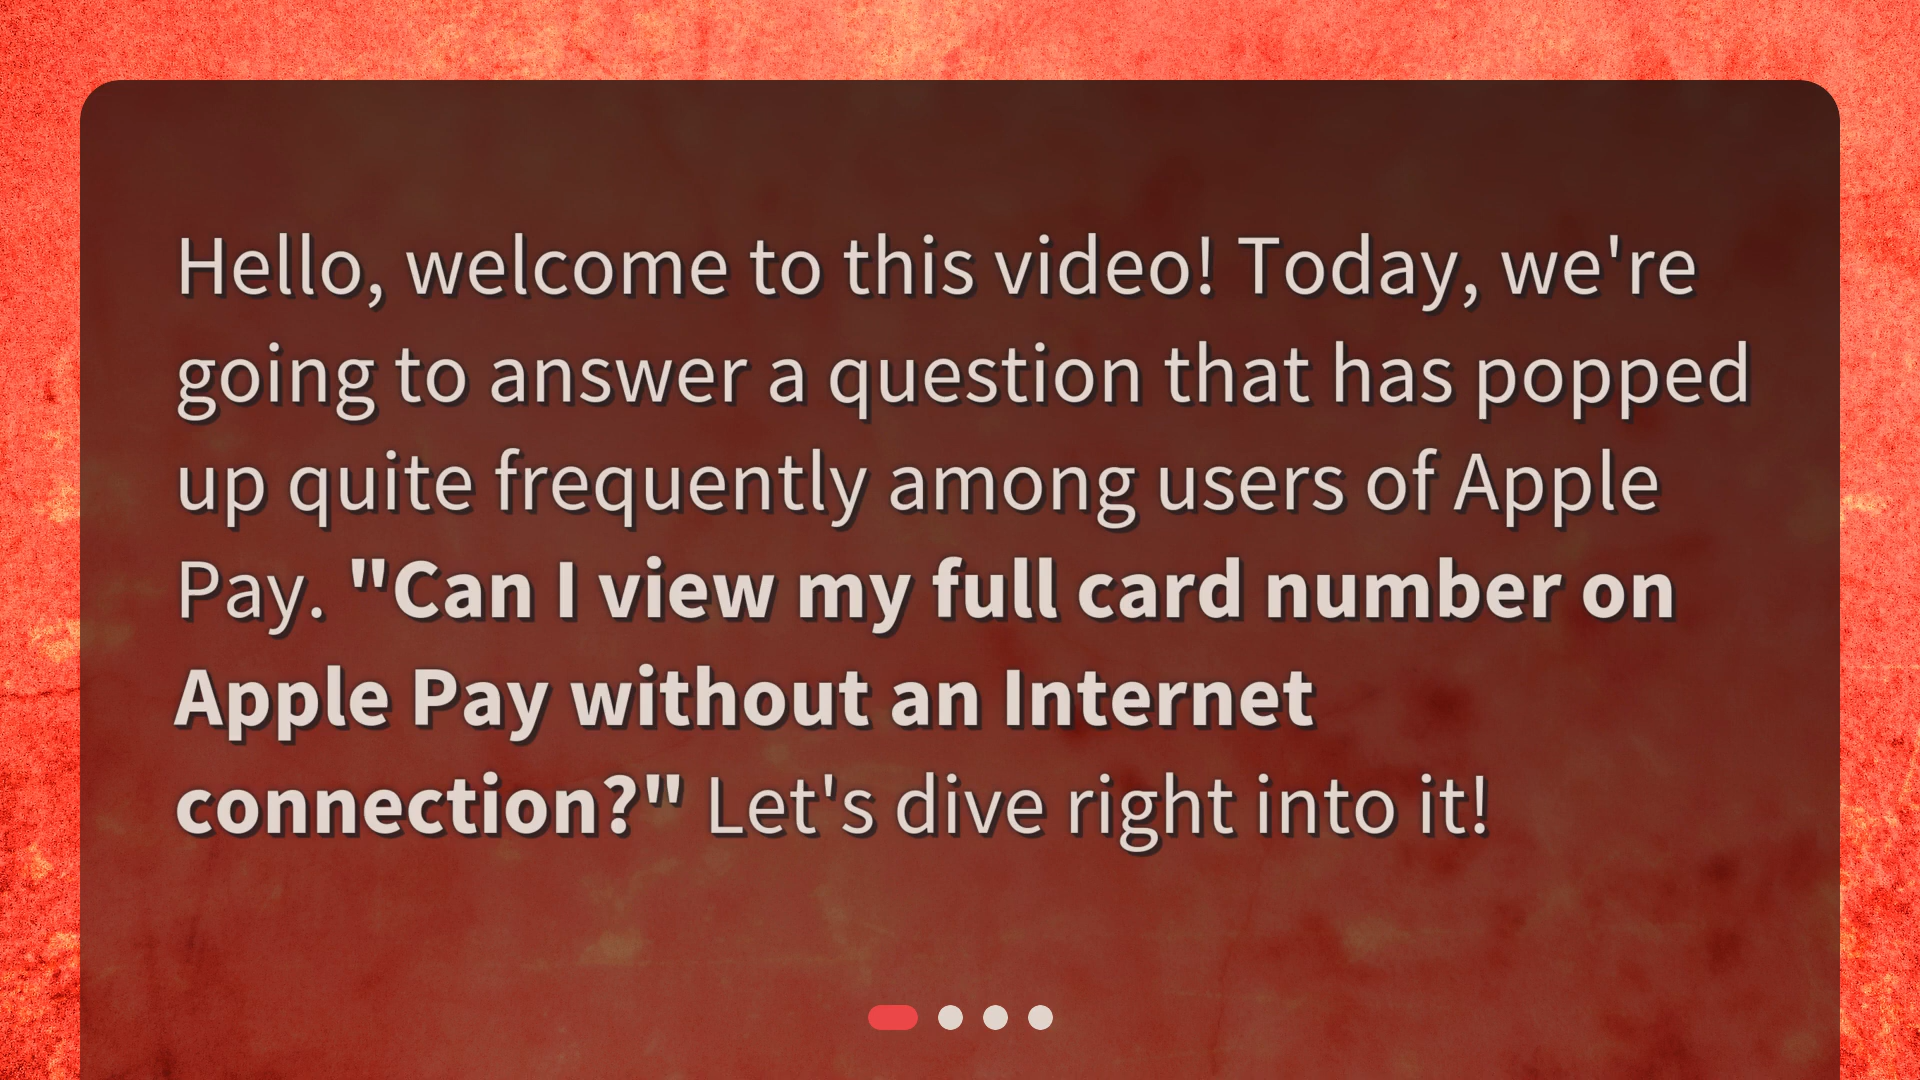 Hello, welcome to this video! Today, we're
going to answer a question that has popped
up quite frequently among users of Apple
Pay. "Can I view my full card number on
Apple Pay without an Internet
connection?" Let's dive right into it!